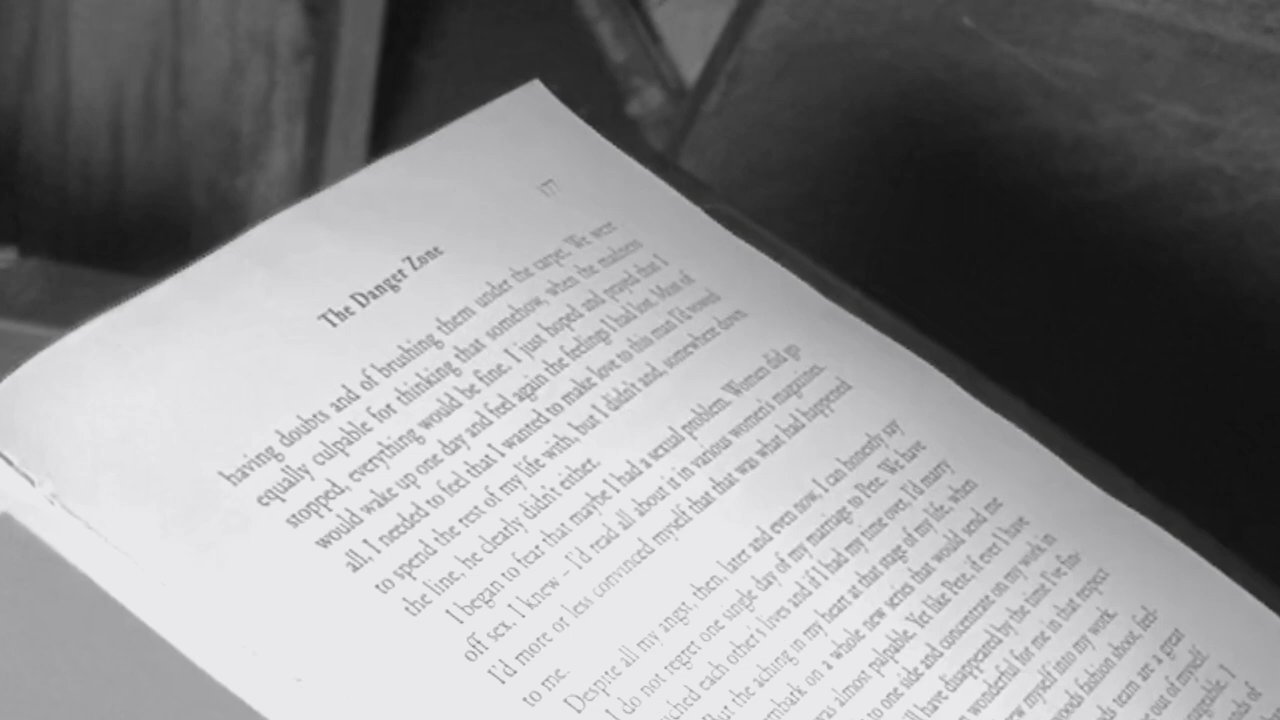 177
The Danger Zone
having doubts and of brushing them under the carpet. We were
equally culpable for thinking that somehow, when the madness
stopped, everything would be fine. I just hoped and prayed that I
would wake up one day and feel again the feelings I had lost. Most of
all, I needed to feel that I wanted to make love to this man I'd vowed
to spend the rest of my life with, but I didn't and, somewhere down
the line, he clearly didn't either.
I began to fear that maybe I had a sexual problem. Women did go
off sex, I knew – I'd read all about it in various women's magazines.
I'd more or less convinced myself that that was what had happened
to me.
Despite all my angst, then, later and even now, I can honestly say
I do not regret one single day of my marriage to Pete. We have
each other's lives and if I had my time over, I'd marry
But the aching in my heart at that stage of my life, when
embark on a whole new series that would send me
was almost palpable. Yet like Pete, if ever I have
to one side and concentrate on my work in
have disappeared by the time I've fin-
wonderful for me in that respect
myself into my work.
fashion shoot, feel-
team are a great
out of myself
I
of